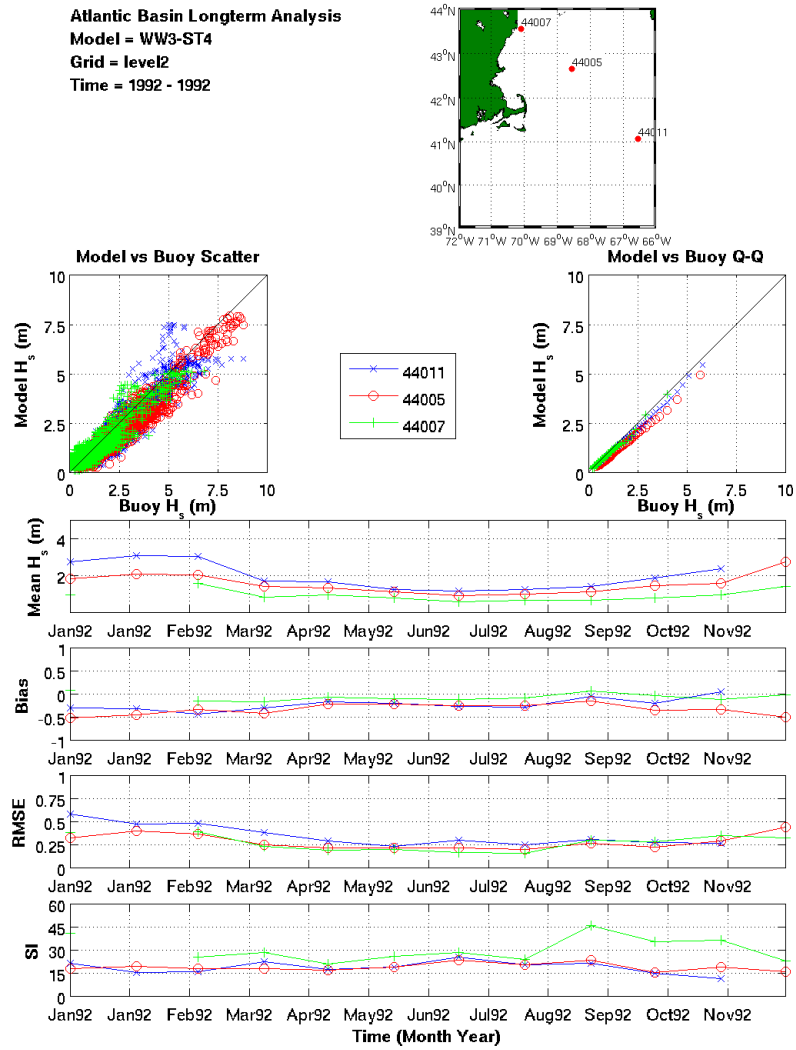 Atlantic Basin Longterm Analysis
Model = WW3-ST4
Grid = level2
Time = 1992 - 1992
44°N
43°N
42°N
41°N
40°N
39°N
72°W 71°W 70°W 69°W 68°W 67°W 66°W
44007
44005
44011
Model vs Buoy Scatter
Model Hs (m)
10
7.5
5
2.5
0
0 2.5 5 7.5 10
Buoy Hs (m)
44011
44005
44007
Model vs Buoy Q-Q
Model Hs (m)
10
7.5
5
2.5
0
0 2.5 5 7.5 10
Buoy Hs (m)
Mean Hs (m)
4
2
Jan92 Jan92 Feb92 Mar92 Apr92 May92 Jun92 Jul92 Aug92 Sep92 Oct92 Nov92
Bias
1
0.5
0
-0.5
-1
Jan92 Jan92 Feb92 Mar92 Apr92 May92 Jun92 Jul92 Aug92 Sep92 Oct92 Nov92
RMSE
1
0.75
0.5
0.25
0
Jan92 Jan92 Feb92 Mar92 Apr92 May92 Jun92 Jul92 Aug92 Sep92 Oct92 Nov92
SI
60
45
30
15
0
Jan92 Jan92 Feb92 Mar92 Apr92 May92 Jun92 Jul92 Aug92 Sep92 Oct92 Nov92
Time (Month Year)